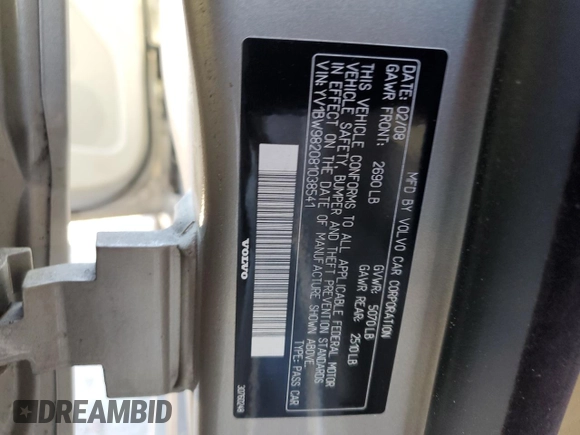 MFD BY VOLVO CAR CORPORATION
DATE: 02/08 GVWR: 5070 LB
GAWR FRONT: 2690 LB GAWR REAR: 2510 LB
THIS VEHICLE CONFORMS TO ALL APPLICABLE FEDERAL MOTOR
VEHICLE SAFETY, BUMPER AND THEFT PREVENTION STANDARDS
IN EFFECT ON THE DATE OF MANUFACTURE SHOWN ABOVE.
VIN: YV1BW982081038541 TYPE: PASS CAR
VOLVO 30716248
RIDESAFELY